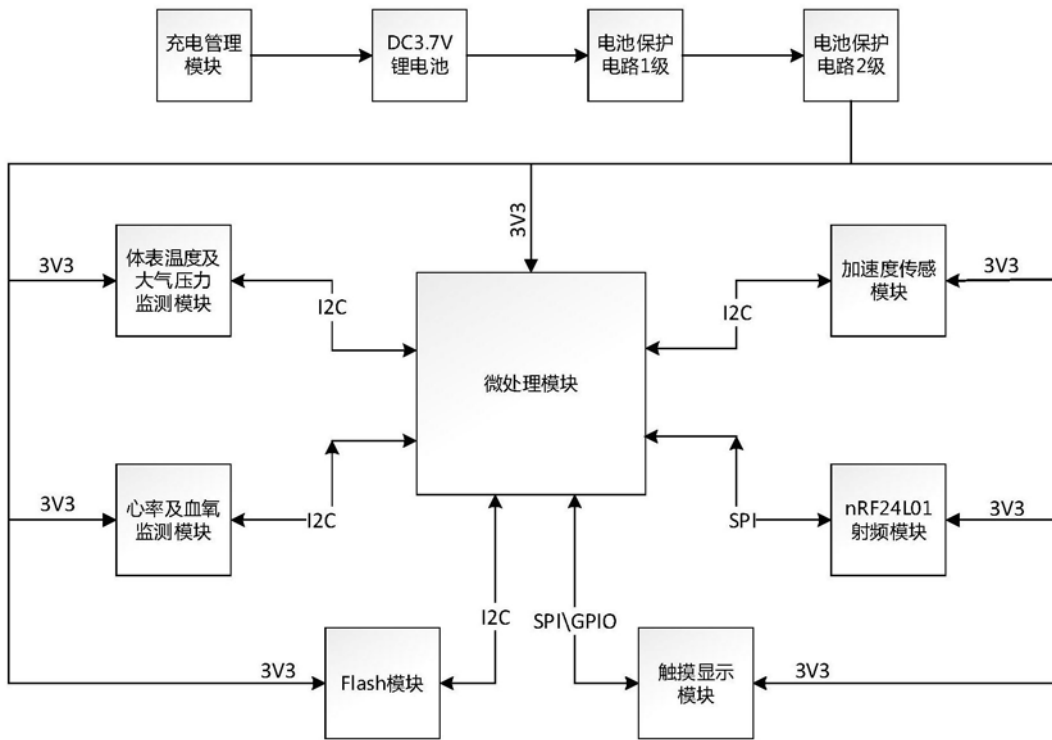 充电管理
模块
DC3.7V
锂电池
电池保护
电路1级
电池保护
电路2级
3V3
3V3
体表温度及
大气压力
监测模块
I2C
微处理模块
I2C
加速度传感
模块
3V3
3V3
心率及血氧
监测模块
I2C
SPI
nRF24L01
射频模块
3V3
3V3
Flash模块
I2C
SPI\GPIO
触摸显示
模块
3V3